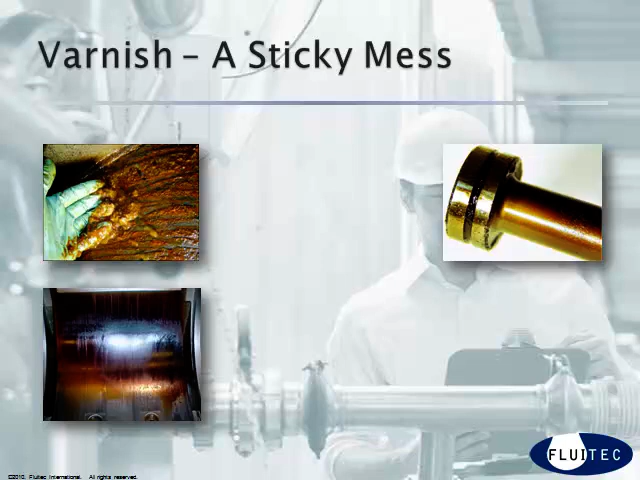 Varnish – A Sticky Mess
FLUITEC
©2010. Fluitec International. All rights reserved.